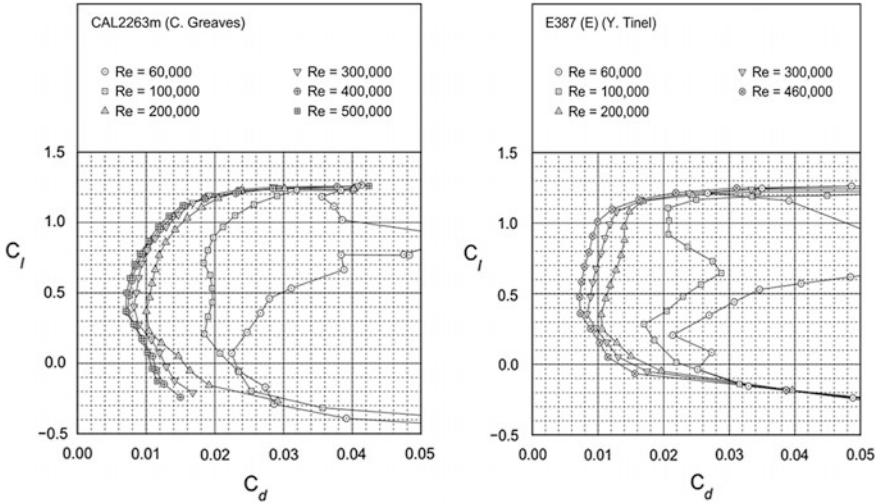 CAL2263m (C. Greaves)
Re = 60,000
Re = 300,000
Re = 100,000
Re = 400,000
Re = 200,000
Re = 500,000
1.5
1.0
Cl
0.5
0.0
−0.5
0.00 0.01 0.02 0.03 0.04 0.05
Cd
E387 (E) (Y. Tinel)
Re = 60,000
Re = 300,000
Re = 100,000
Re = 460,000
Re = 200,000
1.5
1.0
Cl
0.5
0.0
−0.5
0.00 0.01 0.02 0.03 0.04 0.05
Cd